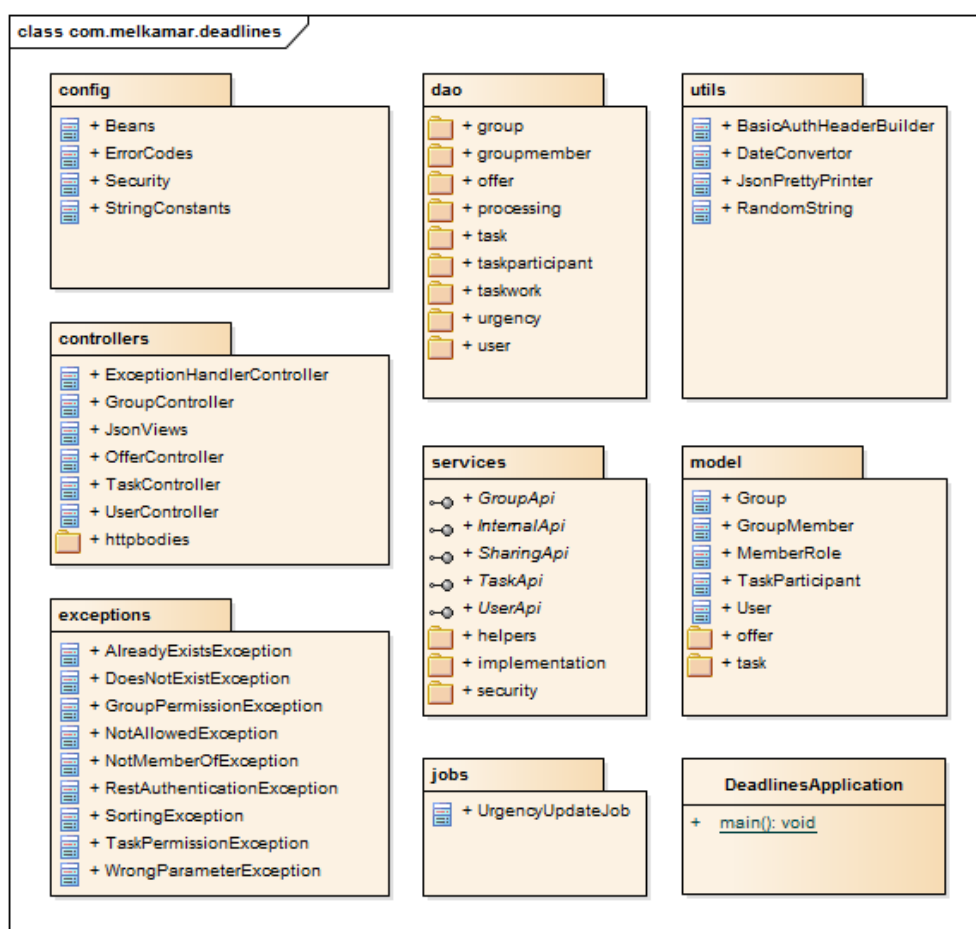 class com.melkamar.deadlines
config
+ Beans
+ ErrorCodes
+ Security
+ StringConstants
controllers
+ ExceptionHandlerController
+ GroupController
+ JsonViews
+ OfferController
+ TaskController
+ UserController
+ httpbodies
exceptions
+ AlreadyExistsException
+ DoesNotExistException
+ GroupPermissionException
+ NotAllowedException
+ NotMemberOfException
+ RestAuthenticationException
+ SortingException
+ TaskPermissionException
+ WrongParameterException
dao
+ group
+ groupmember
+ offer
+ processing
+ task
+ taskparticipant
+ taskwork
+ urgency
+ user
services
+ GroupApi
+ InternalApi
+ SharingApi
+ TaskApi
+ UserApi
+ helpers
+ implementation
+ security
jobs
+ UrgencyUpdateJob
utils
+ BasicAuthHeaderBuilder
+ DateConvertor
+ JsonPrettyPrinter
+ RandomString
model
+ Group
+ GroupMember
+ MemberRole
+ TaskParticipant
+ User
+ offer
+ task
DeadlinesApplication
+ main(): void